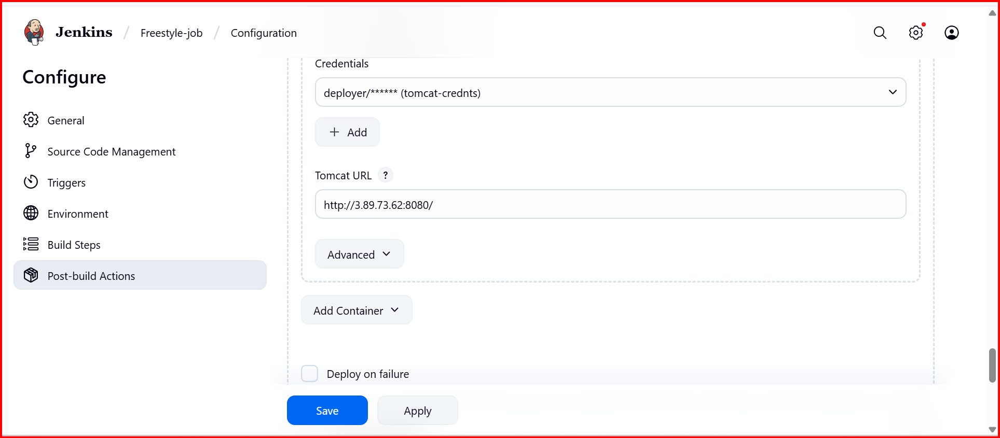 Jenkins / Freestyle-job / Configuration
Configure
General
Source Code Management
Triggers
Environment
Build Steps
Post-build Actions
Credentials
deployer/****** (tomcat-crednts)
+ Add
Tomcat URL ?
http://3.89.73.62:8080/
Advanced
Add Container
Deploy on failure
Save Apply